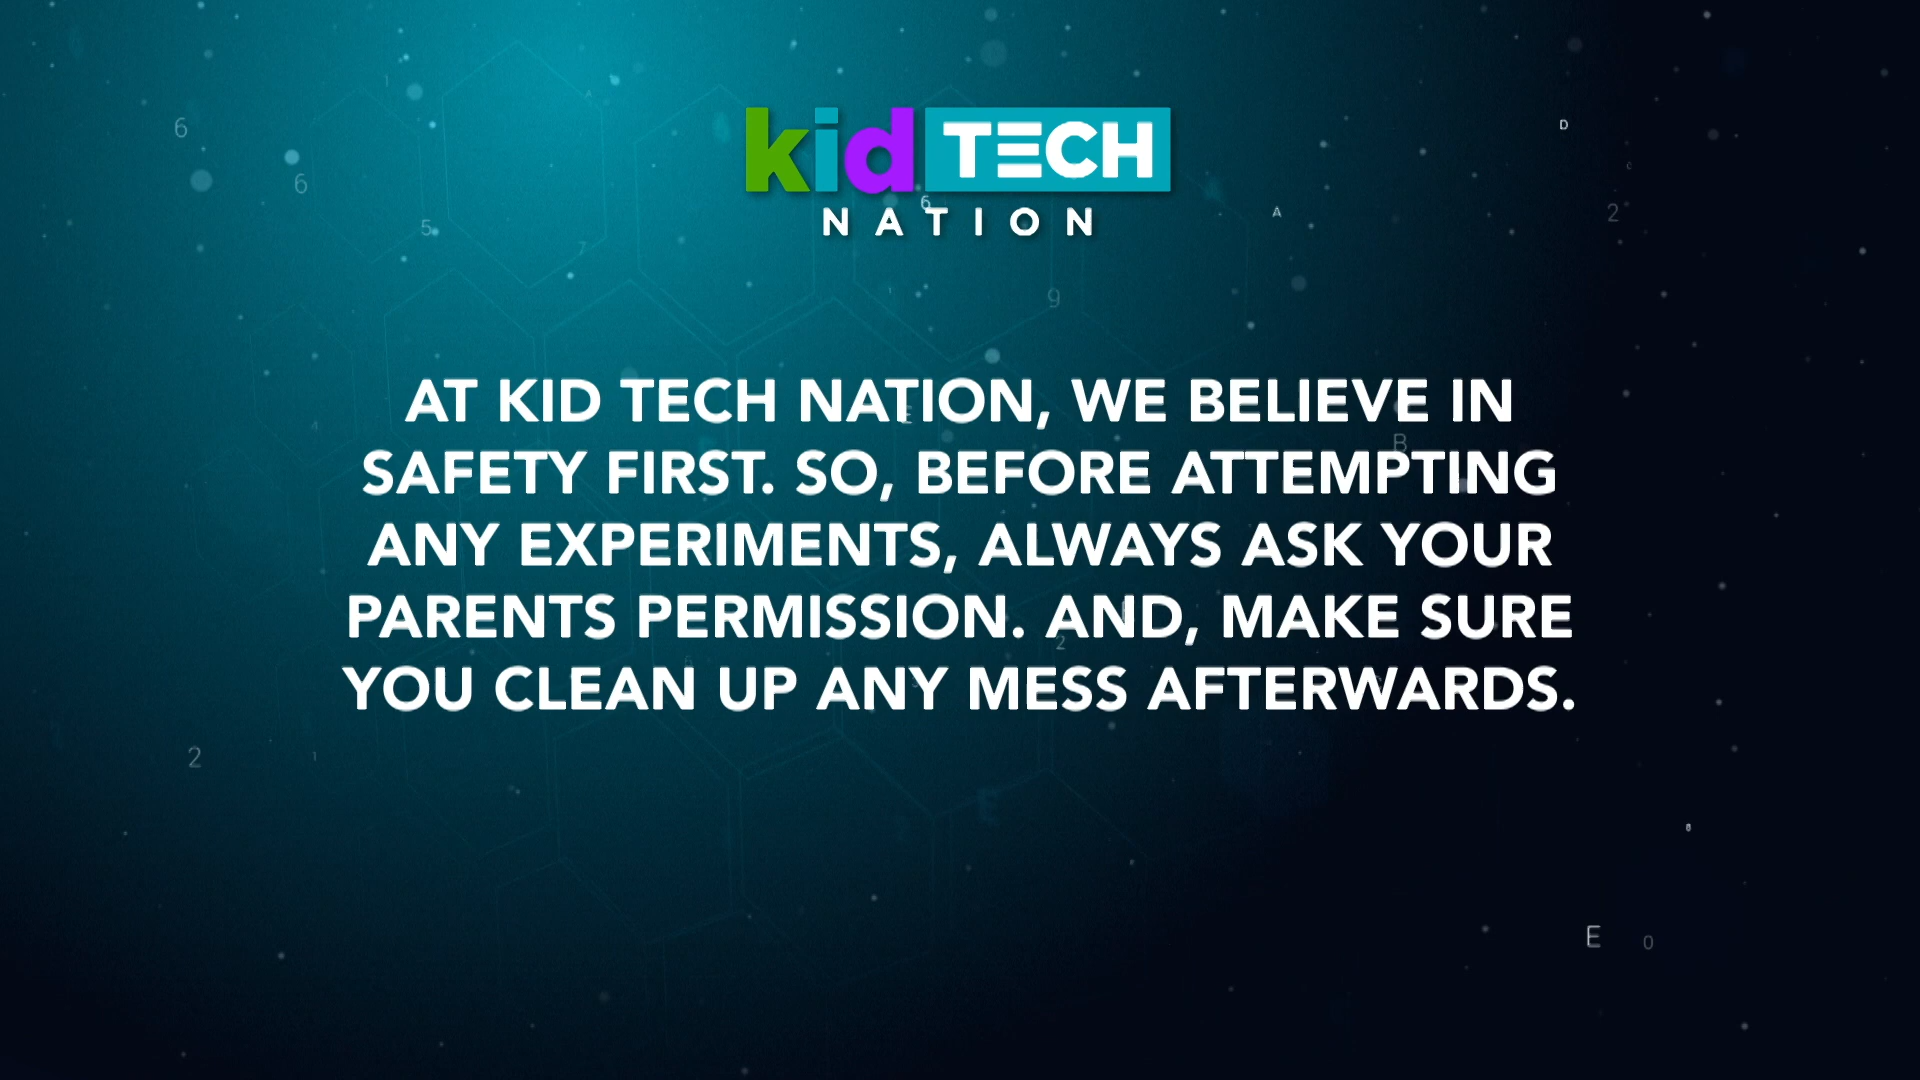 kid TECH
NATION
AT KID TECH NATION, WE BELIEVE IN
SAFETY FIRST. SO, BEFORE ATTEMPTING
ANY EXPERIMENTS, ALWAYS ASK YOUR
PARENTS PERMISSION. AND, MAKE SURE
YOU CLEAN UP ANY MESS AFTERWARDS.